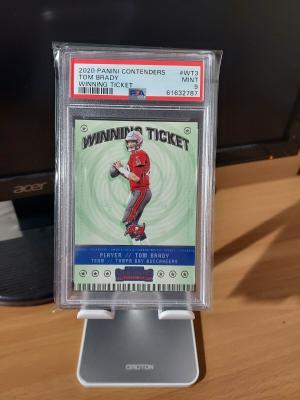 2020 PANINI CONTENDERS #WT3
TOM BRADY MINT
WINNING TICKET 9
PSA 61632787
WINNING TICKET
PLAYER // TOM BRADY
TEAM // TAMPA BAY BUCCANEERS
acer
OROTON